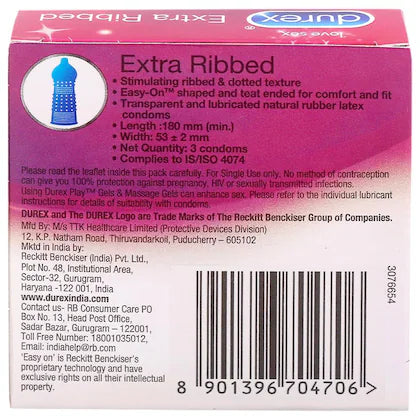 Extra Ribbed
durex
love sex
Extra Ribbed
• Stimulating ribbed & dotted texture
• Easy-On™ shaped and teat ended for comfort and fit
• Transparent and lubricated natural rubber latex
condoms
• Length :180 mm (min.)
• Width: 53 ± 2 mm
• Net Quantity: 3 condoms
• Complies to IS/ISO 4074
Please read the leaflet inside this pack carefully. For Single use Only. No method of contraception
can give you 100% protection against pregnancy, HIV or sexually transmitted infections.
Using Durex Play™ Gels & Massage Gels can enhance sex. Please refer to the individual lubricant
instructions for details of suitability with condoms.
DUREX and The DUREX Logo are Trade Marks of The Reckitt Benckiser Group of Companies.
Mfd By: M/s TTK Healthcare Limited (Protective Devices Division)
12, K.P. Natham Road, Thiruvandarkoil, Puducherry - 605102
Mktd in India by:
Reckitt Benckiser (India) Pvt. Ltd.,
Plot No. 48, Institutional Area,
Sector-32, Gurugram,
Haryana -122 001, India
www.durexindia.com
Contact us- RB Consumer Care PO
Box No. 13, Head Post Office,
Sadar Bazar, Gurugram - 122001,
Toll Free Number: 18001035012,
Email: indiahelp@rb.com
'Easy on' is Reckitt Benckiser's
proprietary technology and have
exclusive rights on all their intellectual
property.
3076654
8 901396 704706